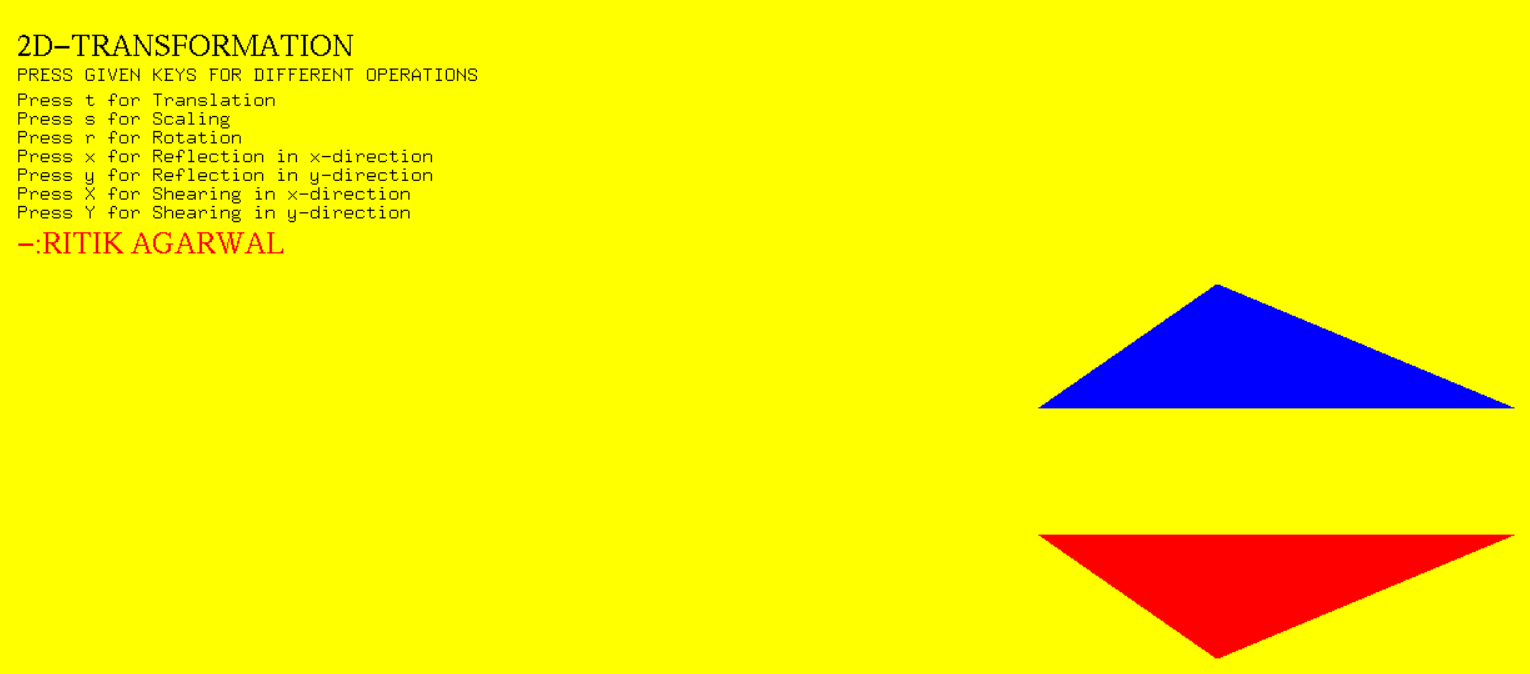 2D-TRANSFORMATION
PRESS GIVEN KEYS FOR DIFFERENT OPERATIONS
Press t for Translation
Press s for Scaling
Press r for Rotation
Press x for Reflection in x-direction
Press y for Reflection in y-direction
Press X for Shearing in x-direction
Press Y for Shearing in y-direction
-:RITIK AGARWAL